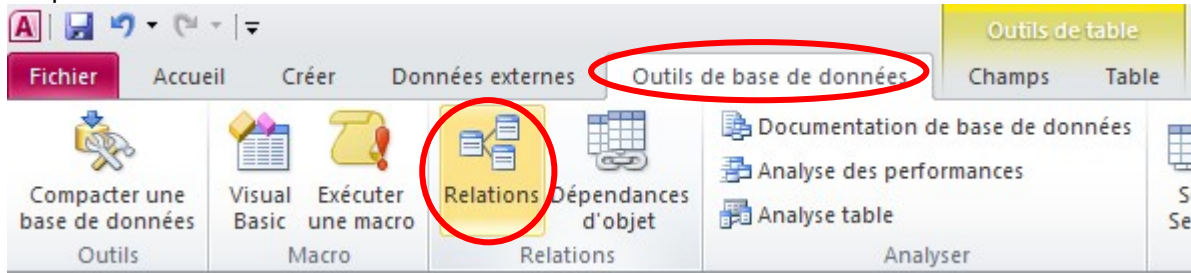 A
Outils de table
Fichier Accueil Créer Données externes Outils de base de données Champs Table
Documentation de base de données
Analyse des performances
Compacter une Visual Exécuter Relations Dépendances
base de données Basic une macro d'objet Analyse table
Outils Macro Relations Analyser